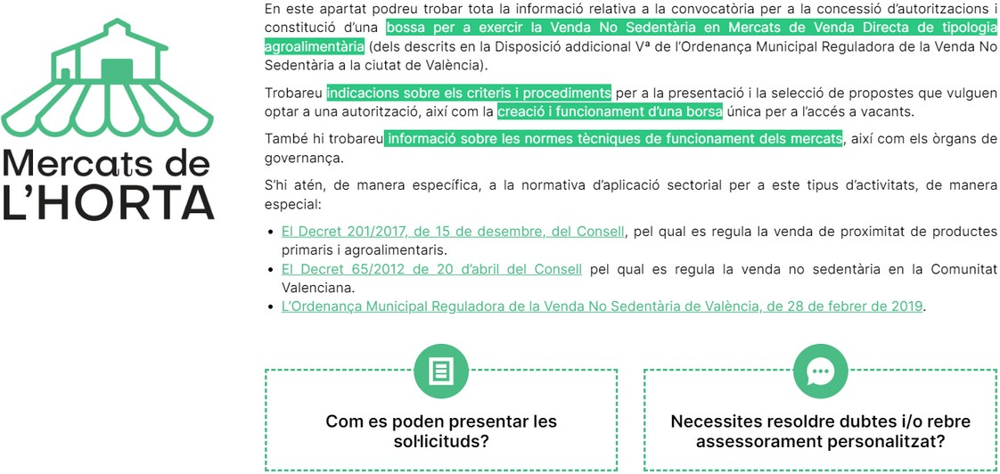 Mercats de
L'HORTA
En este apartat podreu trobar tota la informació relativa a la convocatòria per a la concessió d'autoritzacions i
constitució d'una bossa per a exercir la Venda No Sedentària en Mercats de Venda Directa de tipologia
agroalimentària (dels descrits en la Disposició addicional Vª de l'Ordenança Municipal Reguladora de la Venda No
Sedentària a la ciutat de València).
Trobareu indicacions sobre els criteris i procediments per a la presentació i la selecció de propostes que vulguen
optar a una autorització, així com la creació i funcionament d'una borsa única per a l'accés a vacants.
També hi trobareu informació sobre les normes tècniques de funcionament dels mercats, així com els òrgans de
governança.
S'hi atén, de manera específica, a la normativa d'aplicació sectorial per a este tipus d'activitats, de manera
especial:
• El Decret 201/2017, de 15 de desembre, del Consell, pel qual es regula la venda de proximitat de productes
primaris i agroalimentaris.
• El Decret 65/2012 de 20 d'abril del Consell pel qual es regula la venda no sedentària en la Comunitat
Valenciana.
• L'Ordenança Municipal Reguladora de la Venda No Sedentària de València, de 28 de febrer de 2019.
Com es poden presentar les
sol·licituds?
Necessites resoldre dubtes i/o rebre
assessorament personalitzat?